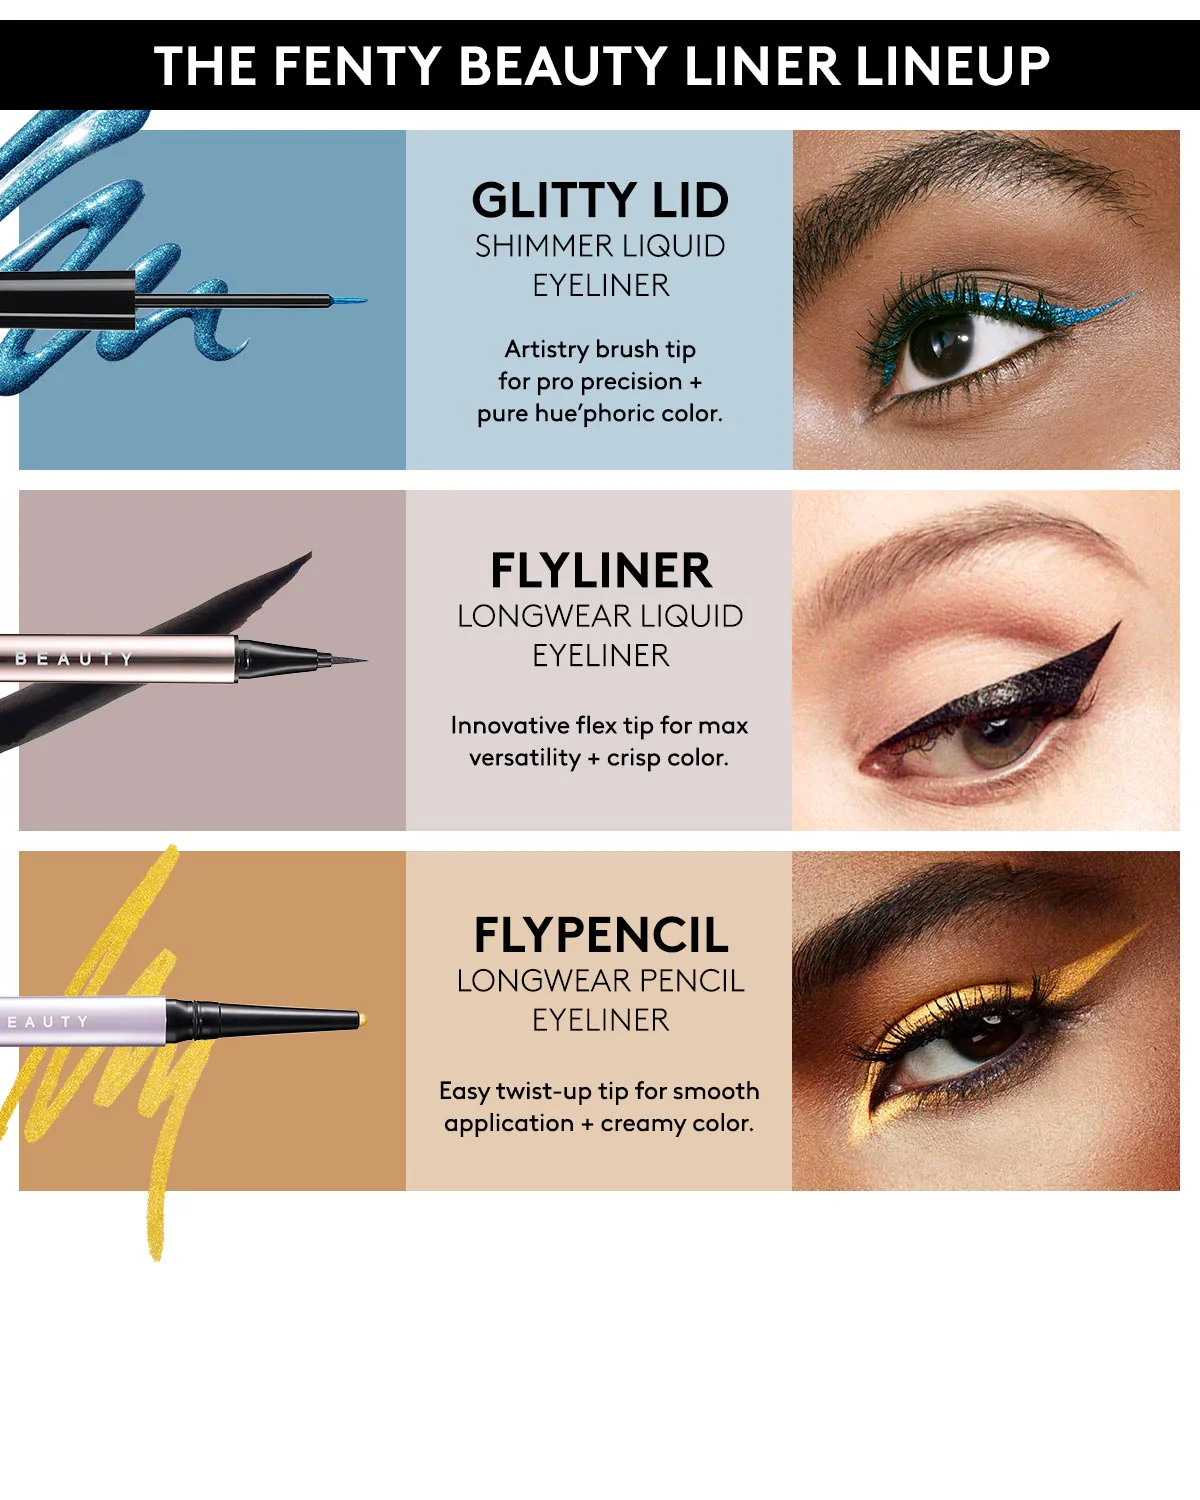 THE FENTY BEAUTY LINER LINEUP
GLITTY LID
SHIMMER LIQUID
EYELINER
Artistry brush tip
for pro precision +
pure hue’phoric color.
BEAUTY
FLYLINER
LONGWEAR LIQUID
EYELINER
Innovative flex tip for max
versatility + crisp color.
EAUTY
FLYPENCIL
LONGWEAR PENCIL
EYELINER
Easy twist-up tip for smooth
application + creamy color.